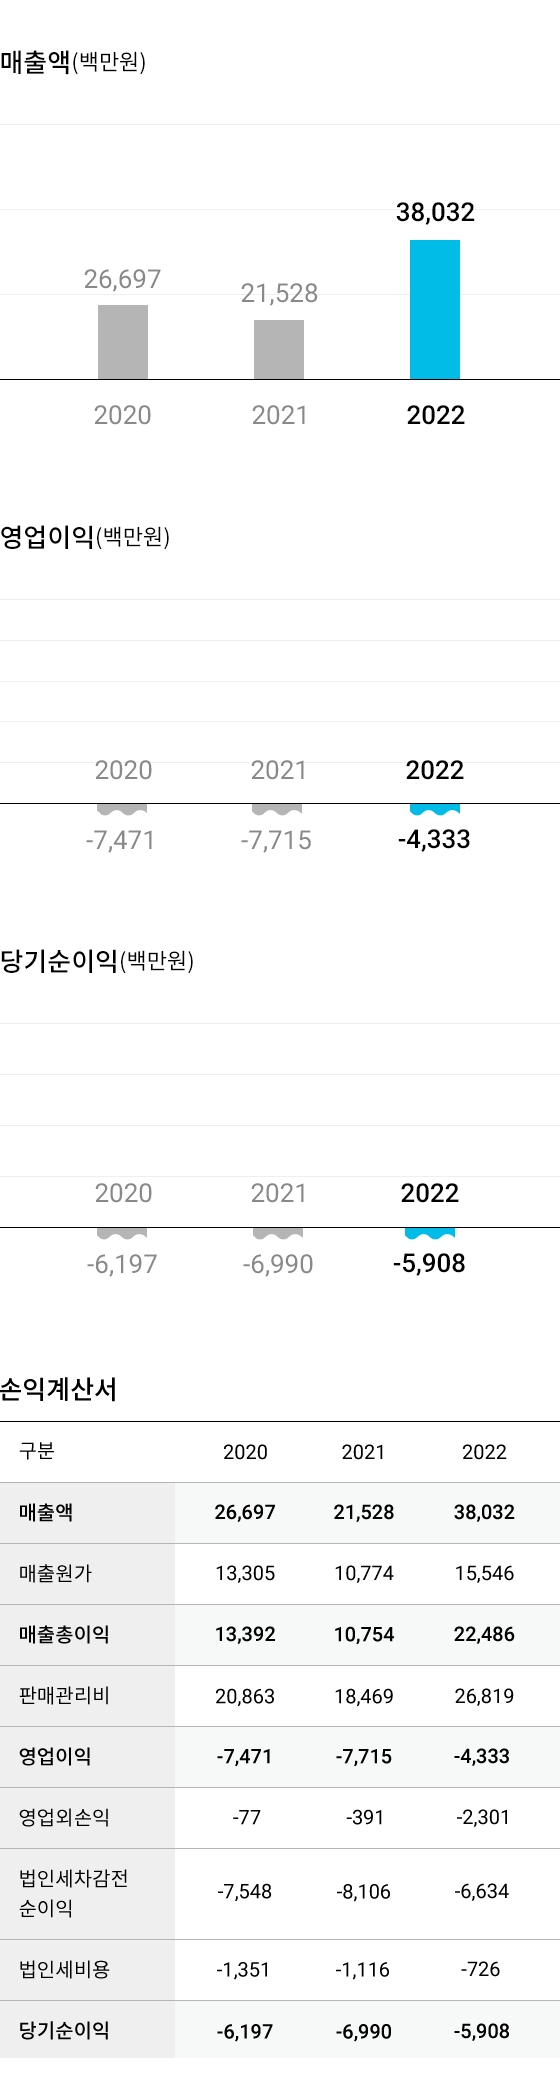 매출액(백만원)
26,697 21,528 38,032
2020 2021 2022
영업이익(백만원)
2020 2021 2022
-7,471 -7,715 -4,333
당기순이익(백만원)
2020 2021 2022
-6,197 -6,990 -5,908
손익계산서
구분 2020 2021 2022
매출액 26,697 21,528 38,032
매출원가 13,305 10,774 15,546
매출총이익 13,392 10,754 22,486
판매관리비 20,863 18,469 26,819
영업이익 -7,471 -7,715 -4,333
영업외손익 -77 -391 -2,301
법인세차감전
순이익 -7,548 -8,106 -6,634
법인세비용 -1,351 -1,116 -726
당기순이익 -6,197 -6,990 -5,908